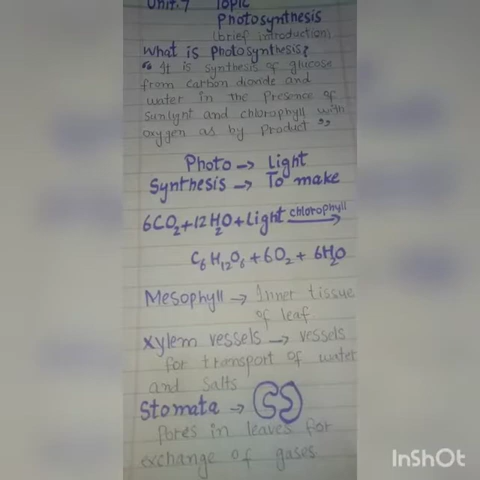 Unit.7 Topic
Photosynthesis
(brief introduction)
What is Photosynthesis?
"It is synthesis of glucose
from carbon dioxide and
water in the presence of
Sunlight and chlorophyll with
oxygen as by product"
Photo → Light
Synthesis → To make
6CO₂+12H₂O+Light chlorophyll →
C₆H₁₂O₆+6O₂+6H₂O
Mesophyll → Inner tissue
of leaf
Xylem vessels → vessels
for transport of water
and Salts
Stomata →
Pores in leaves for
exchange of gases
InShOt